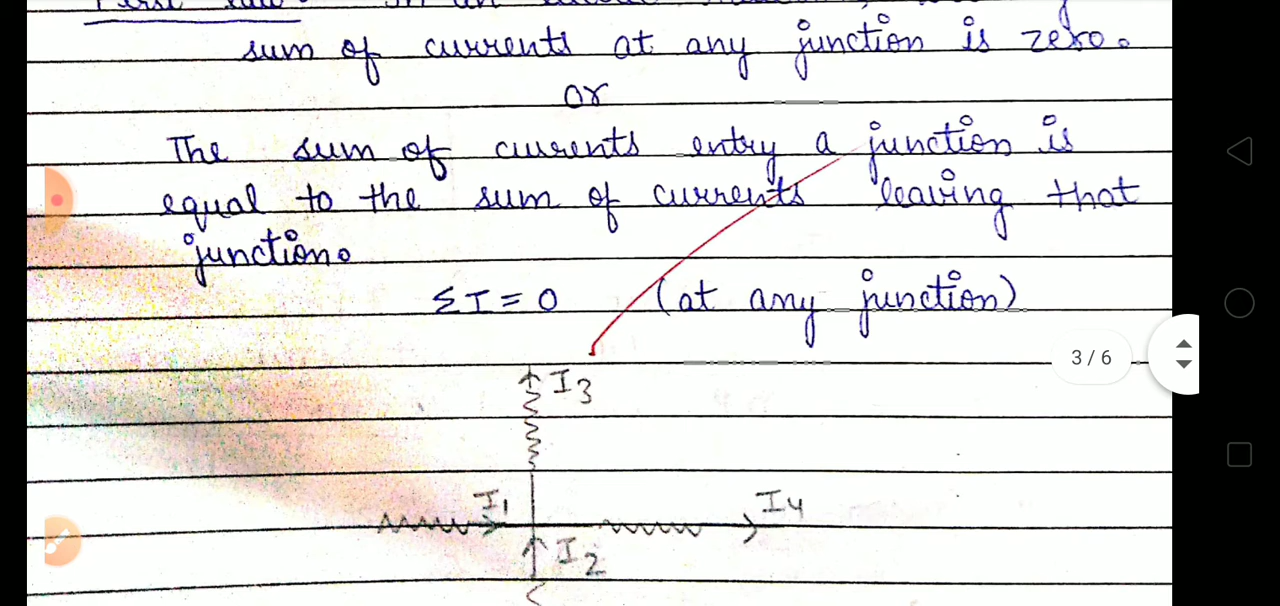 First
sum of currents at any junction is zero.
or
The sum of currents entry a junction is
equal to the sum of currents leaving that
junction.
ΣI = 0 (at any junction)
3/6
I3
I1
I4
I2